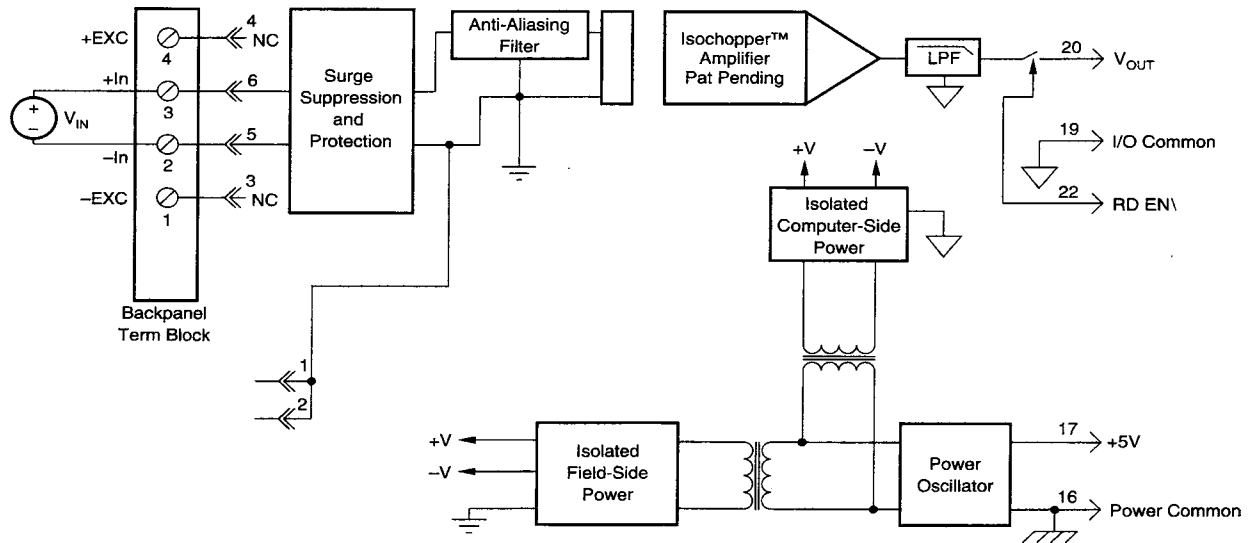 +EXC
4
4
NC
+In
3
6
+
−
V_IN
−In
2
5
−EXC
1
3
NC
Backpanel
Term Block
Surge
Suppression
and
Protection
Anti-Aliasing
Filter
Isochopper™
Amplifier
Pat Pending
LPF
20
V_OUT
19
I/O Common
22
RD EN\
+V
−V
Isolated
Computer-Side
Power
1
2
+V
−V
Isolated
Field-Side
Power
Power
Oscillator
17
+5V
16
Power Common